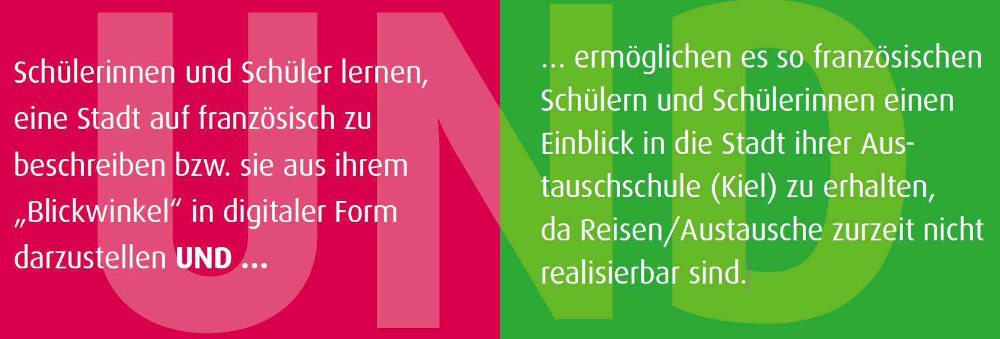 UND
Schülerinnen und Schüler lernen,
eine Stadt auf französisch zu
beschreiben bzw. sie aus ihrem
„Blickwinkel“ in digitaler Form
darzustellen UND ...
... ermöglichen es so französischen
Schülern und Schülerinnen einen
Einblick in die Stadt ihrer Aus-
tauschschule (Kiel) zu erhalten,
da Reisen/Austausche zurzeit nicht
realisierbar sind.